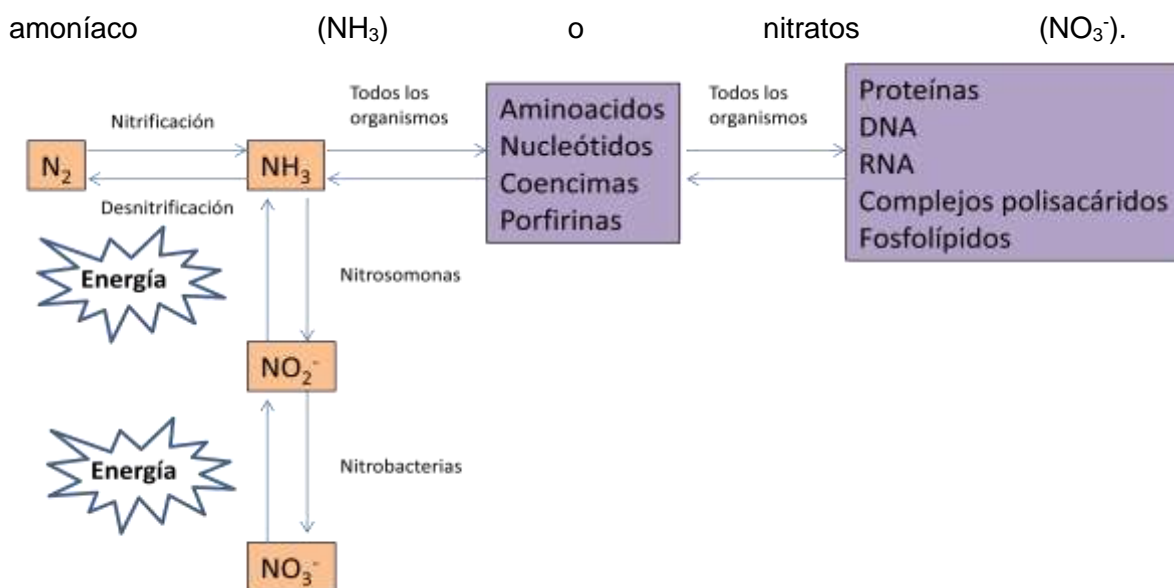 amoníaco (NH₃) o nitratos (NO₃⁻).
Nitrificación
N₂
NH₃
Desnitrificación
Todos los
organismos
Aminoacidos
Nucleótidos
Coencimas
Porfirinas
Todos los
organismos
Proteínas
DNA
RNA
Complejos polisacáridos
Fosfolípidos
Energía
Nitrosomonas
NO₂⁻
Energía
Nitrobacterias
NO₃⁻